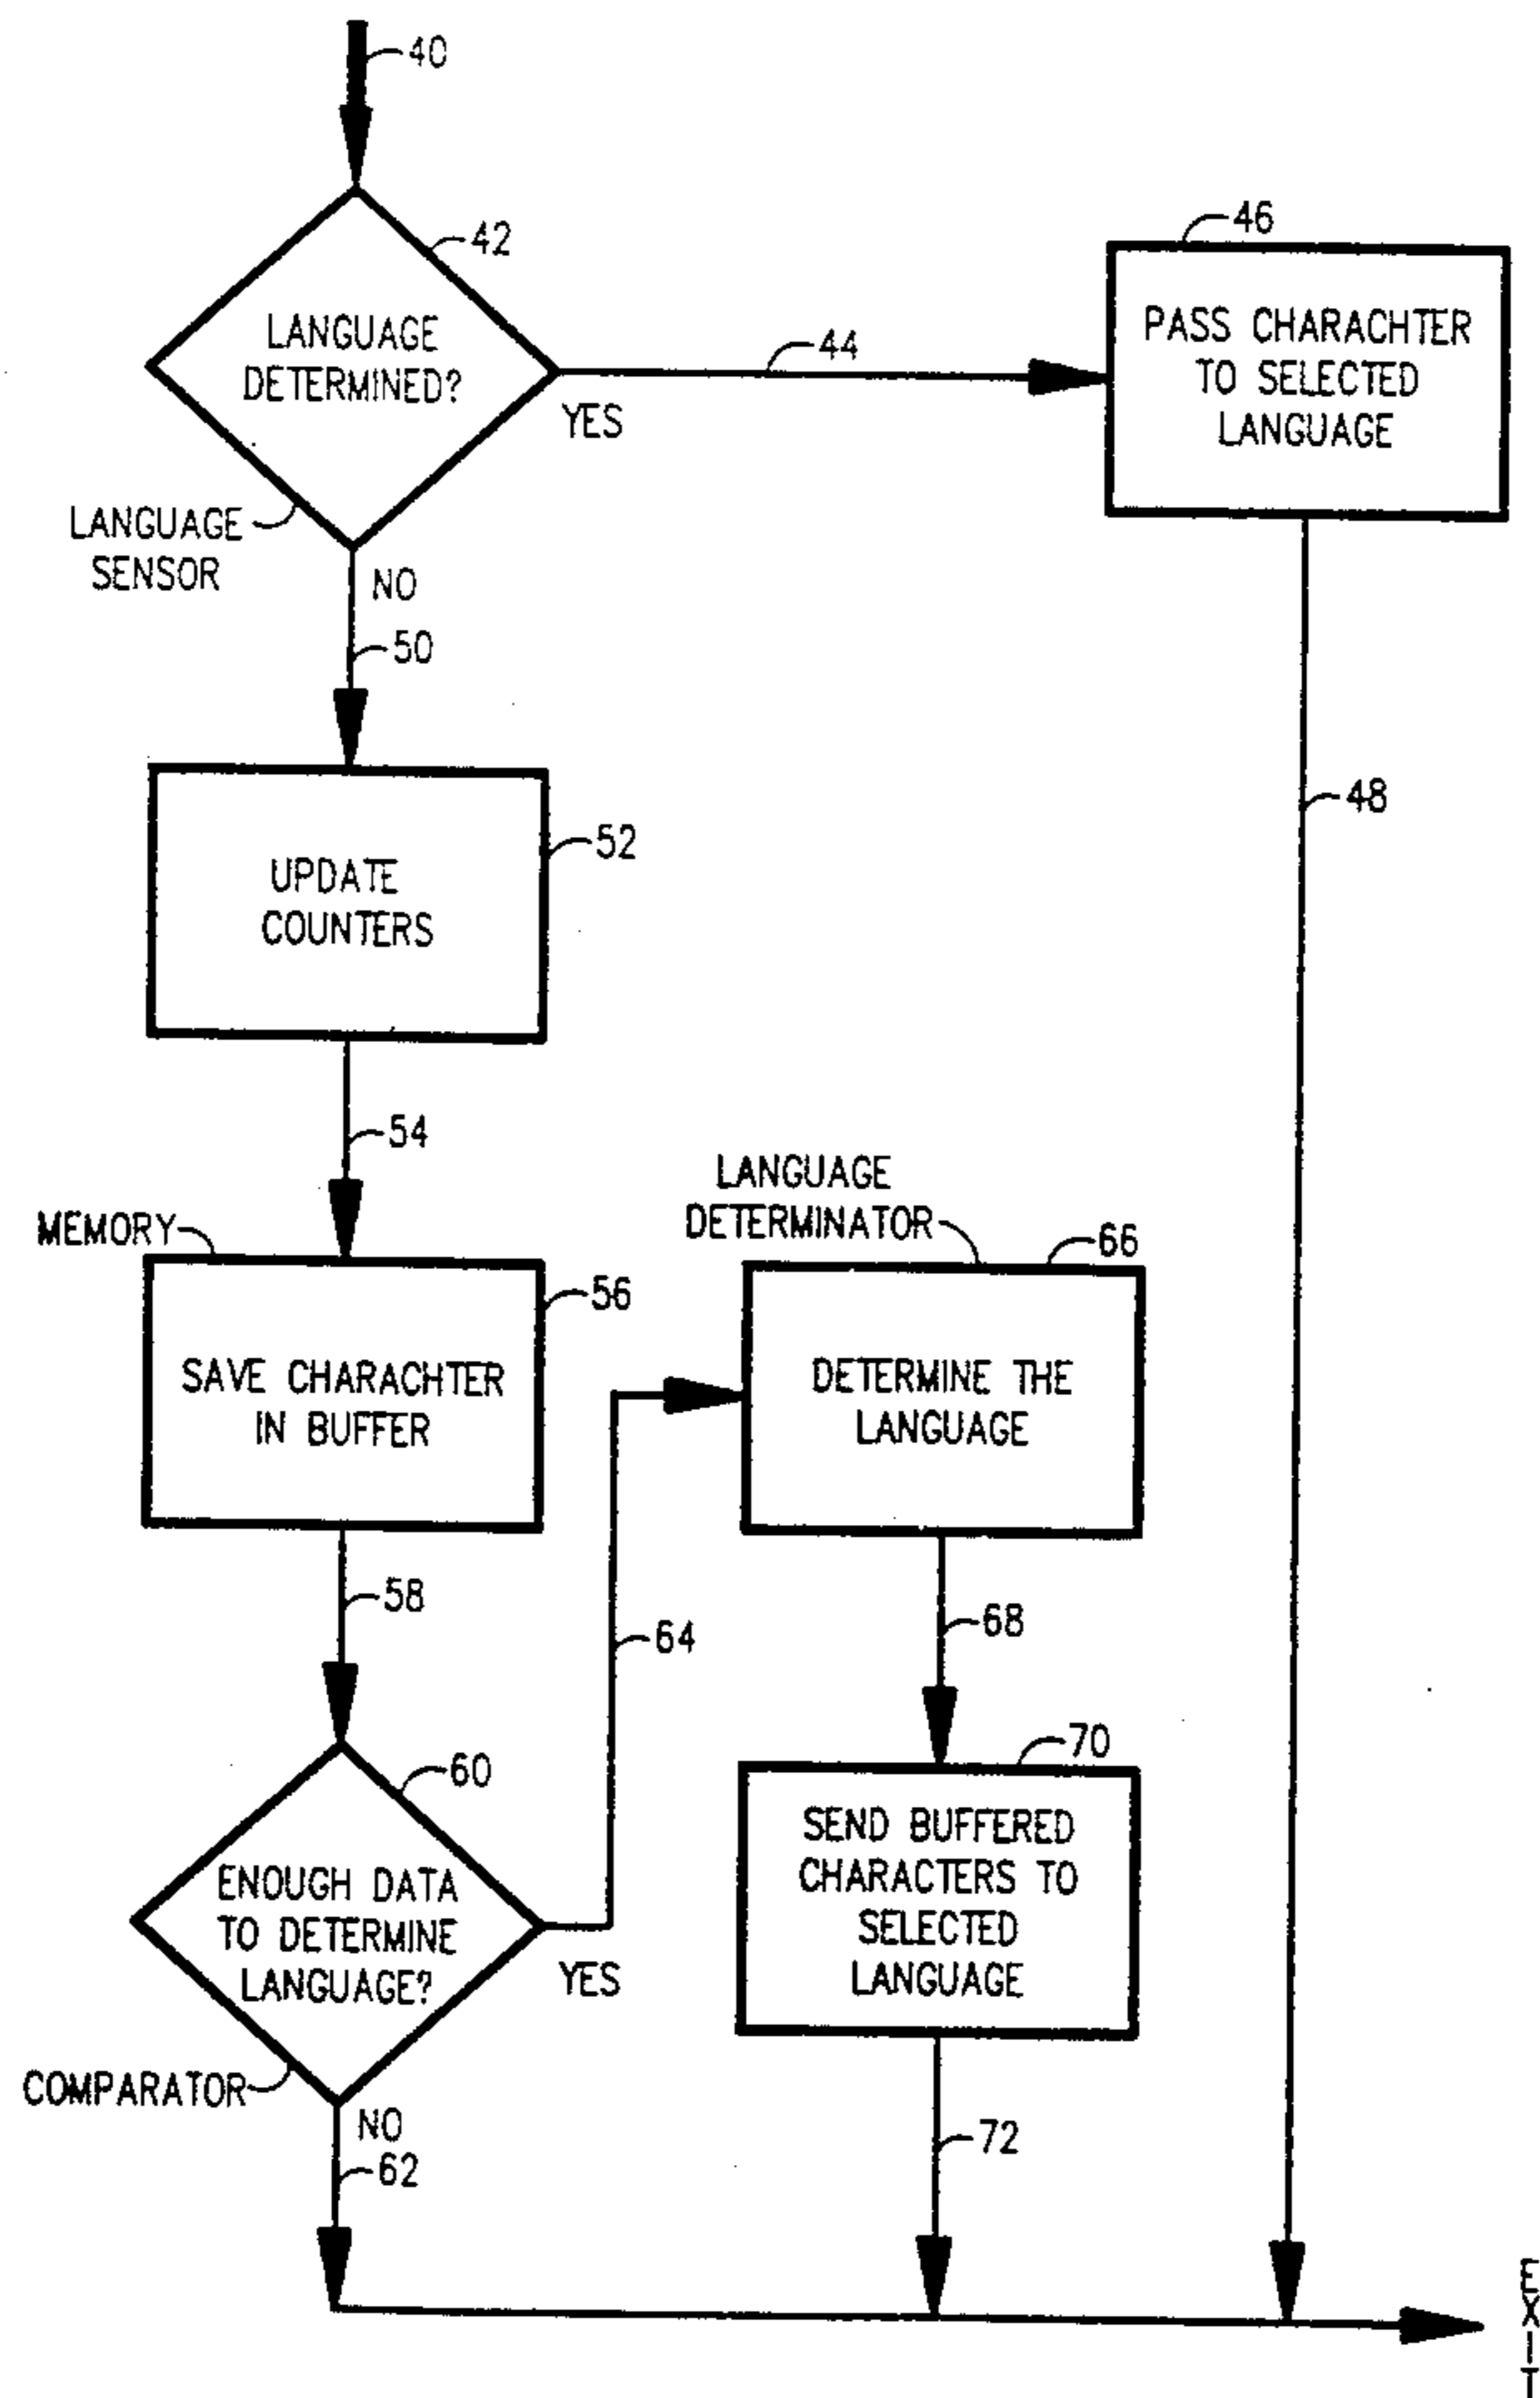 40
42
LANGUAGE
DETERMINED?
YES
44
46
PASS CHARACHTER
TO SELECTED
LANGUAGE
LANGUAGE
SENSOR
NO
50
48
52
UPDATE
COUNTERS
54
MEMORY
56
SAVE CHARACHTER
IN BUFFER
LANGUAGE
DETERMINATOR
66
DETERMINE THE
LANGUAGE
58
64
68
60
ENOUGH DATA
TO DETERMINE
LANGUAGE?
YES
70
SEND BUFFERED
CHARACTERS TO
SELECTED
LANGUAGE
COMPARATOR
NO
62
72
EXIT